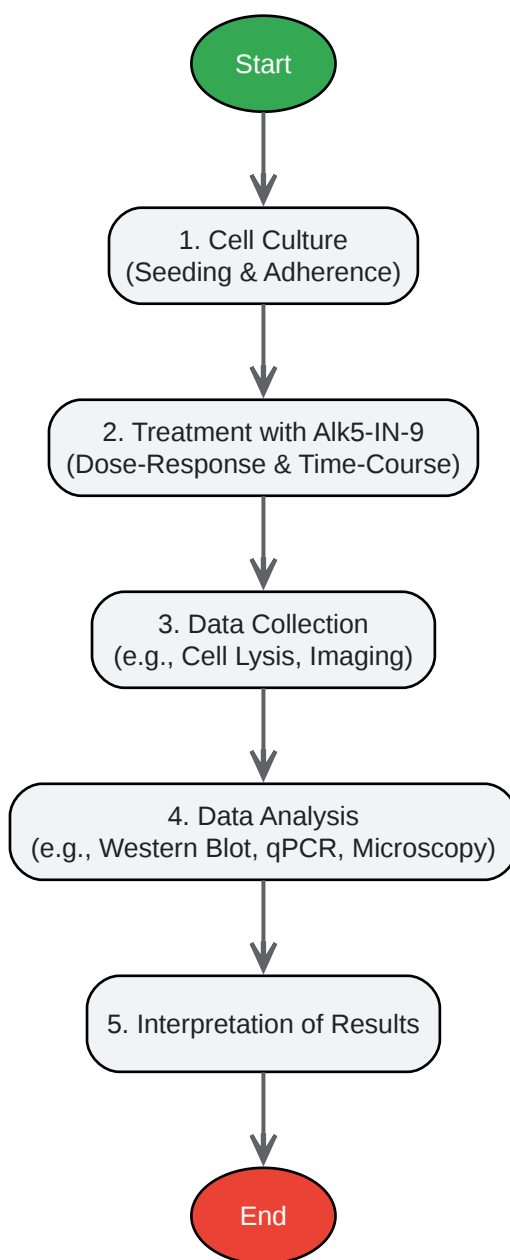 Start
1. Cell Culture
(Seeding & Adherence)
2. Treatment with Alk5-IN-9
(Dose-Response & Time-Course)
3. Data Collection
(e.g., Cell Lysis, Imaging)
4. Data Analysis
(e.g., Western Blot, qPCR, Microscopy)
5. Interpretation of Results
End